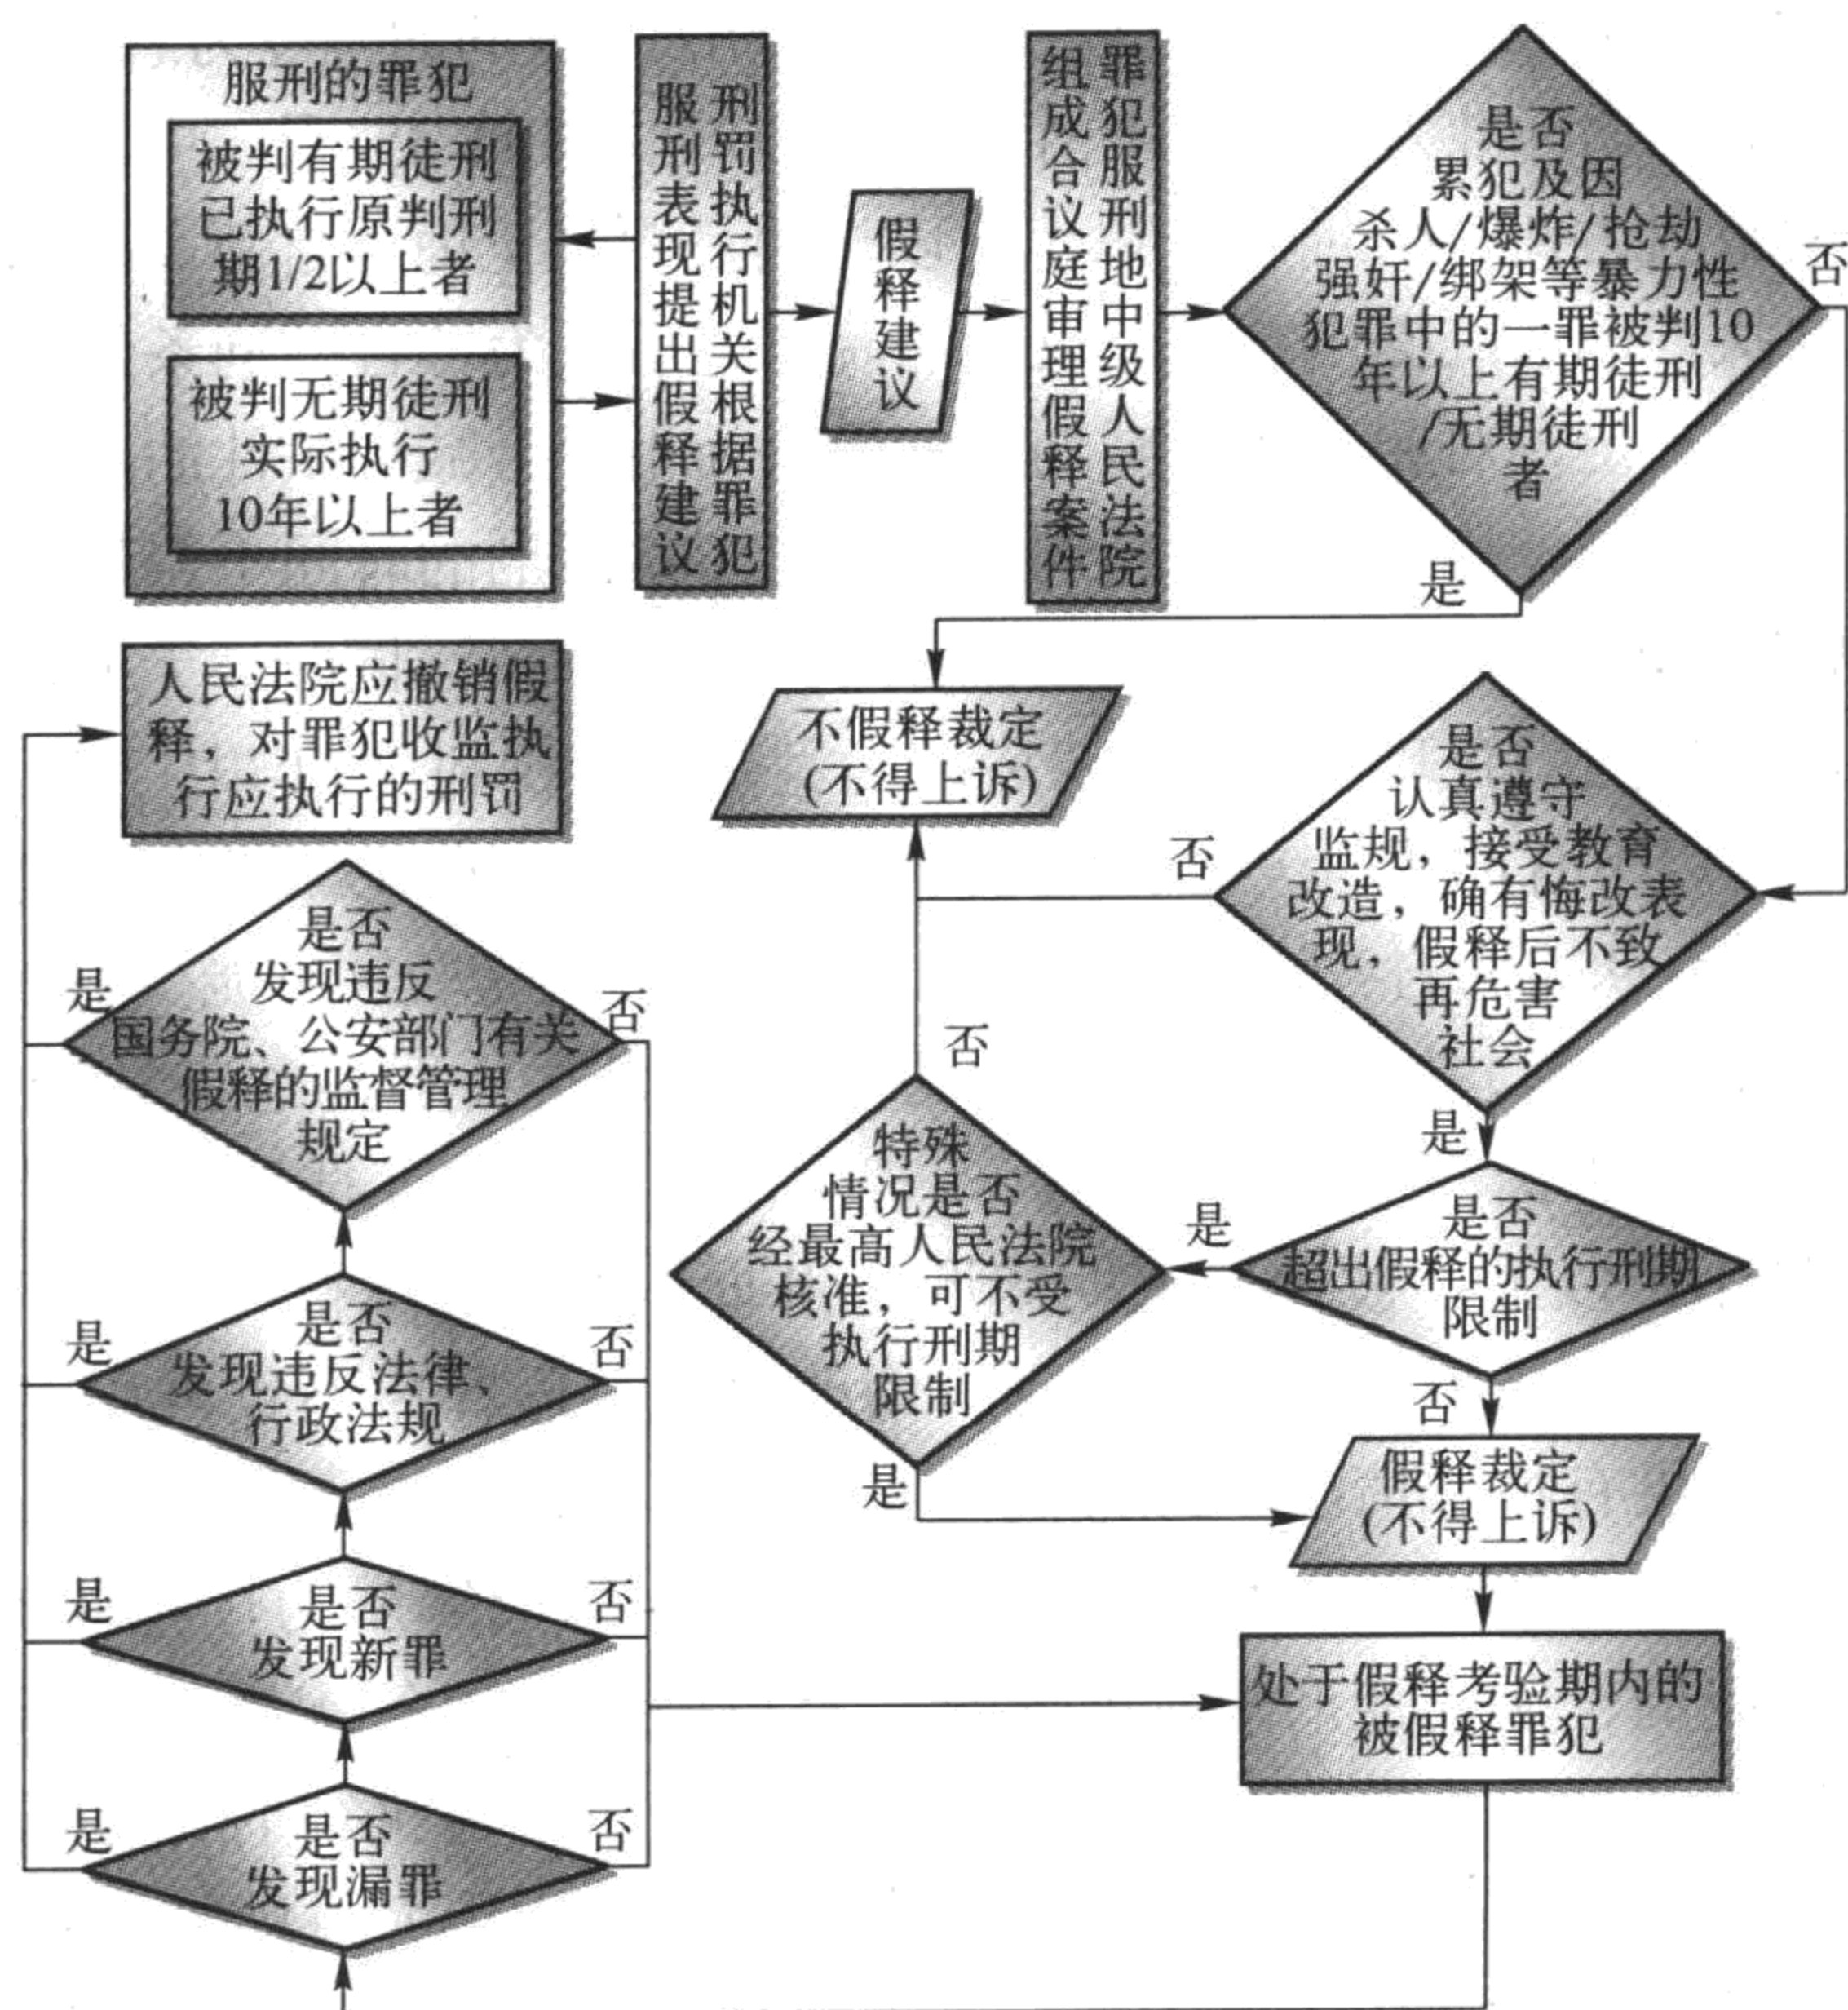 服刑的罪犯
被判有期徒刑
已执行原判刑
期1/2以上者
被判无期徒刑
实际执行
10年以上者
刑罚执行机关根据罪犯
服刑表现提出假释建议
假释建议
罪犯服刑地中级人民法院
组成合议庭审理假释案件
是否
累犯及因
杀人/爆炸/抢劫
强奸/绑架等暴力性
犯罪中的一罪被判10
年以上有期徒刑
/无期徒刑
者
否
是
不假释裁定
(不得上诉)
是否
认真遵守
监规，接受教育
改造，确有悔改表
现，假释后不致
再危害
社会
否
是
是否
超出假释的执行刑期
限制
是
否
特殊
情况是否
经最高人民法院
核准，可不受
执行刑期
限制
否
是
假释裁定
(不得上诉)
处于假释考验期内的
被假释罪犯
人民法院应撤销假
释，对罪犯收监执
行应执行的刑罚
是否
发现违反
国务院、公安部门有关
假释的监督管理
规定
是
否
是否
发现违反法律、
行政法规
是
否
是否
发现新罪
是
否
是否
发现漏罪
是
否